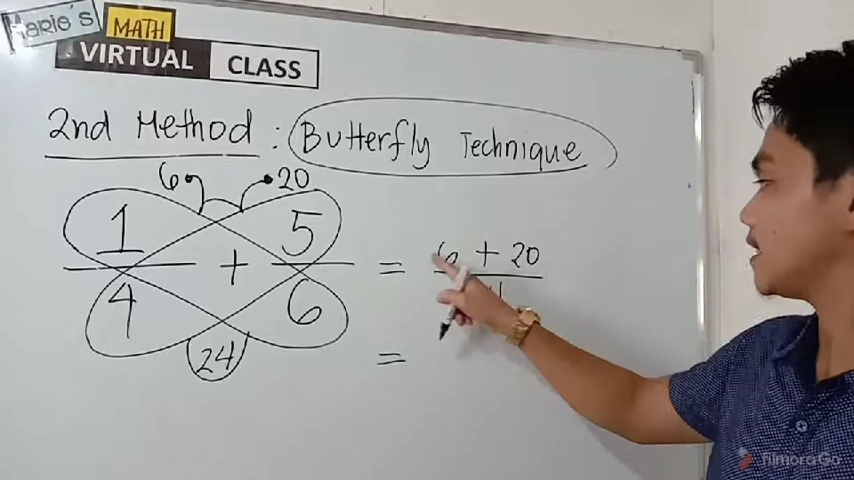 Marie's
MATH
VIRTUAL CLASS
2nd Method : Butterfly Technique
6 20
1 5
+ = 6 + 20
4 6
24 =
FilmoraGo